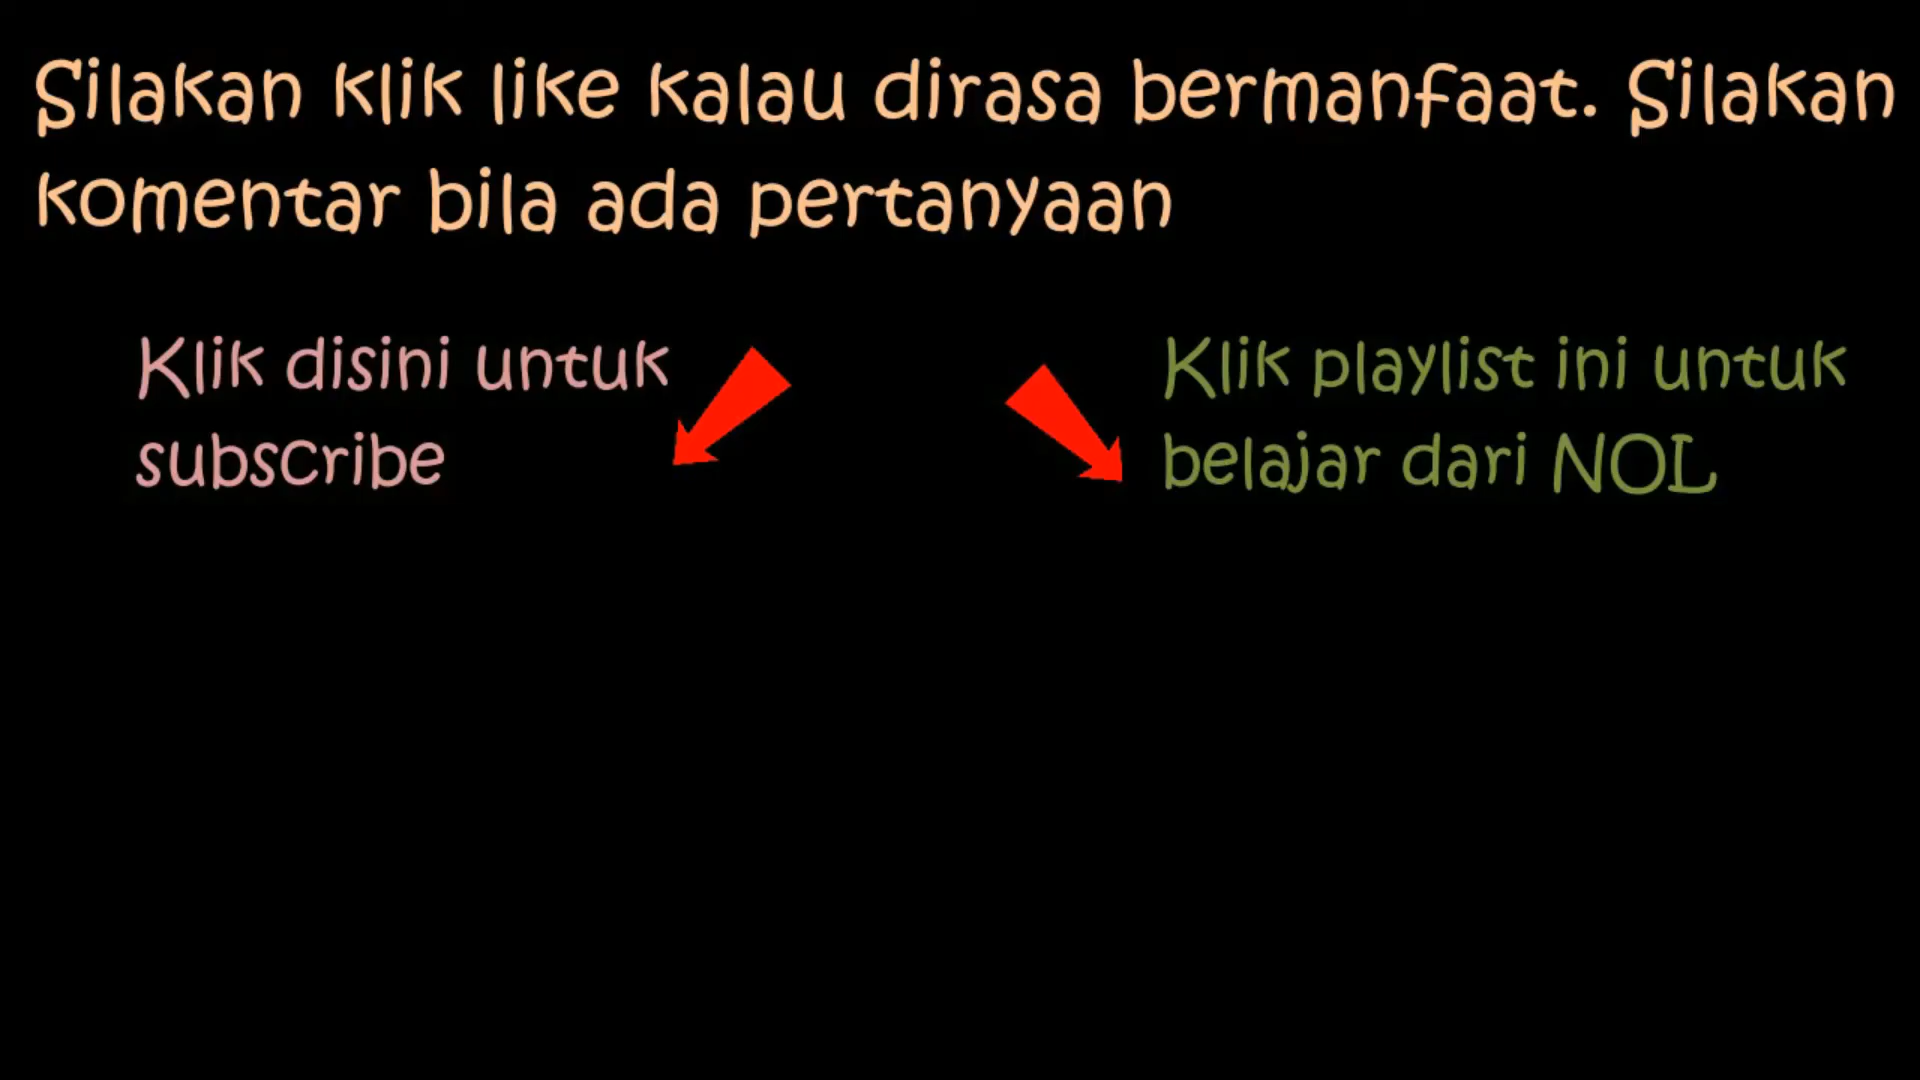 Silakan klik like kalau dirasa bermanfaat. Silakan
komentar bila ada pertanyaan
Klik disini untuk
subscribe
Klik playlist ini untuk
belajar dari NOL